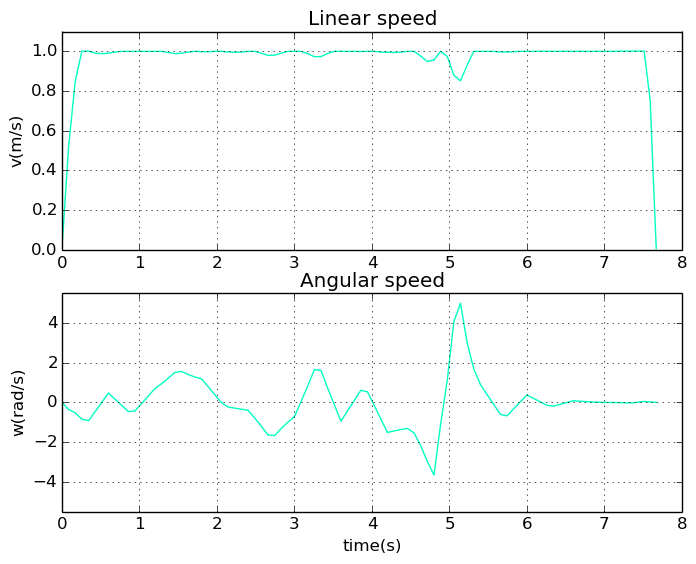 Linear speed
1.0
0.8
0.6
0.4
0.2
0.0
v(m/s)
0 1 2 3 4 5 6 7 8
Angular speed
4
2
0
−2
−4
w(rad/s)
0 1 2 3 4 5 6 7 8
time(s)